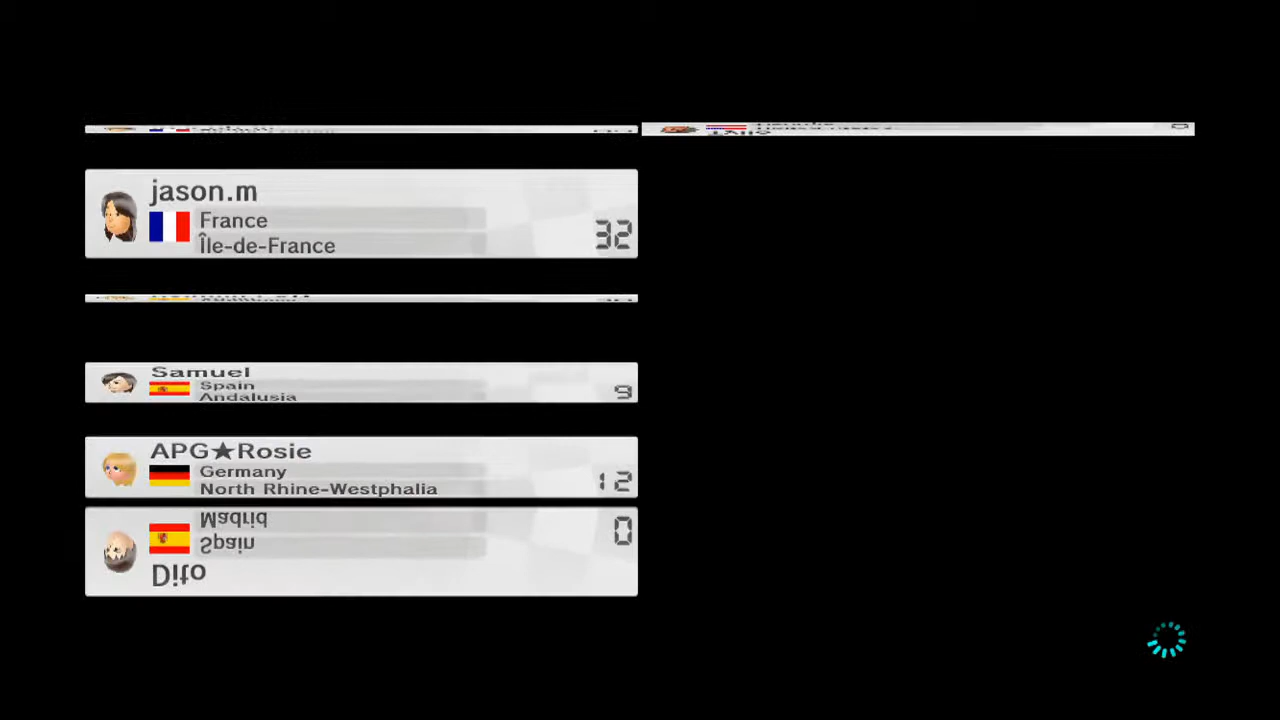 jason.m
France
Île-de-France
32
Samuel
Spain
Andalusia
9
APG★Rosie
Germany
North Rhine-Westphalia
12
Madrid
Spain
0
Dito